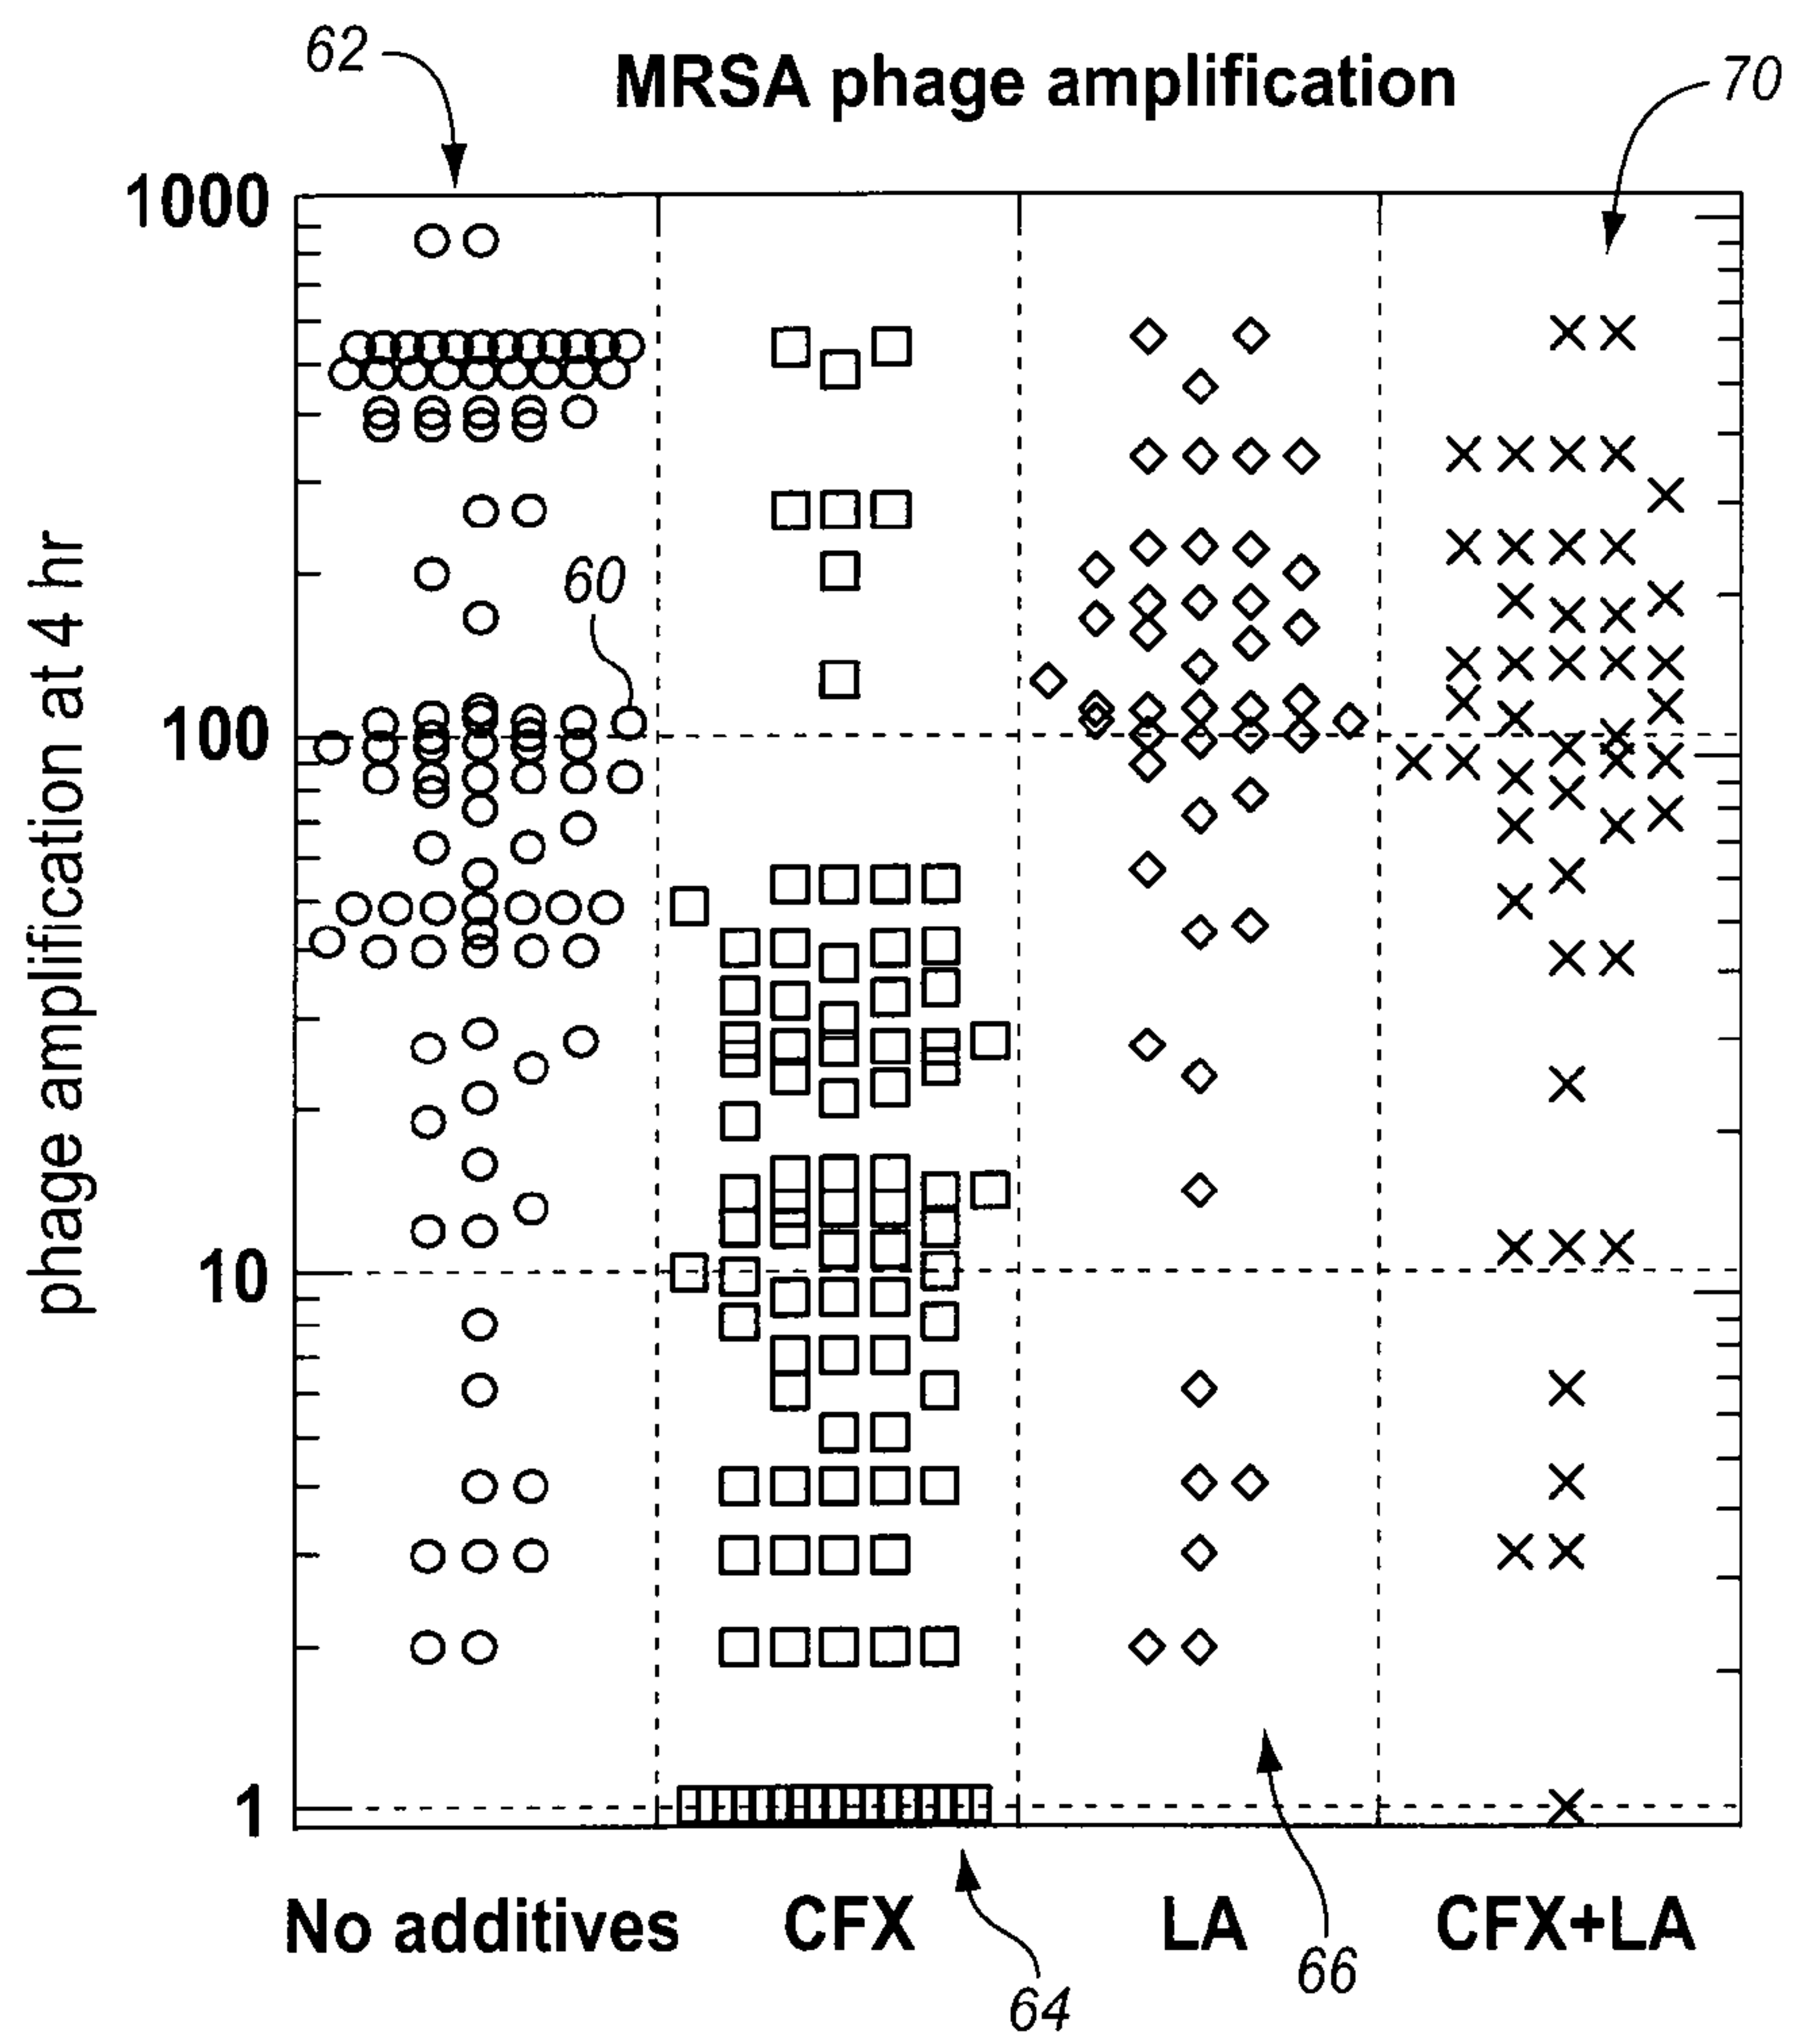 62
MRSA phage amplification
70
1000
60
100
10
1
phage amplification at 4 hr
No additives
CFX
LA
CFX+LA
64
66